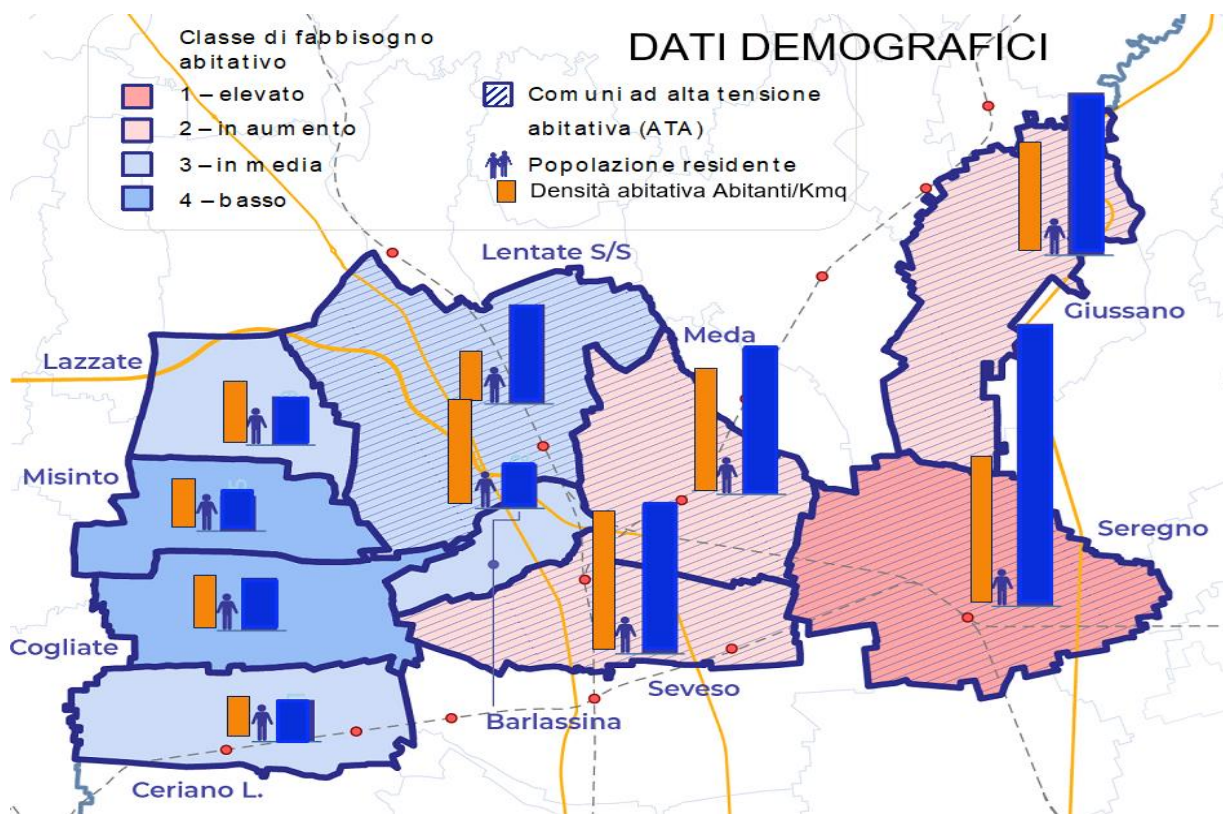 DATI DEMOGRAFICI
Classe di fabbisogno
abitativo
1 – elevato
2 – in aumento
3 – in media
4 – basso
Comuni ad alta tensione
abitativa (ATA)
Popolazione residente
Densità abitativa Abitanti/Kmq
Lentate S/S
Giussano
Meda
Lazzate
Misinto
Seregno
Cogliate
Seveso
Barlassina
Ceriano L.